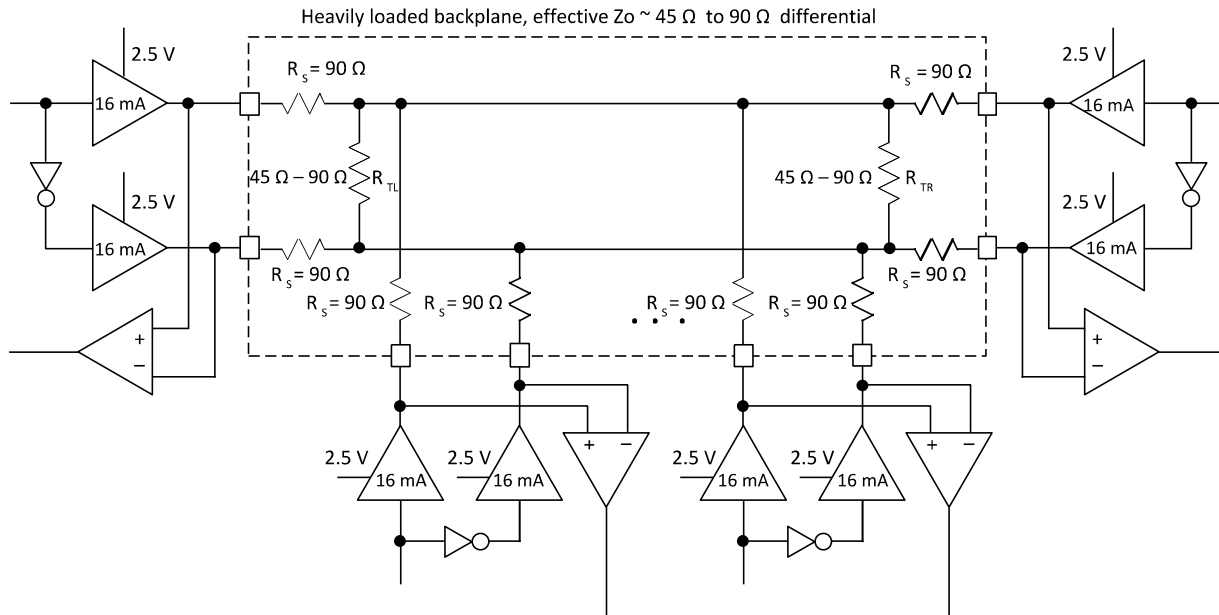 Heavily loaded backplane, effective Zo ~ 45 Ω to 90 Ω differential
2.5 V
16 mA
R S = 90 Ω
R S = 90 Ω
2.5 V
16 mA
45 Ω – 90 Ω
R TL
45 Ω – 90 Ω
R TR
2.5 V
16 mA
2.5 V
16 mA
R S = 90 Ω
R S = 90 Ω
R S = 90 Ω
R S = 90 Ω
. . .
R S = 90 Ω
R S = 90 Ω
+
–
+
–
2.5 V
16 mA
2.5 V
16 mA
+ –
2.5 V
16 mA
2.5 V
16 mA
+ –